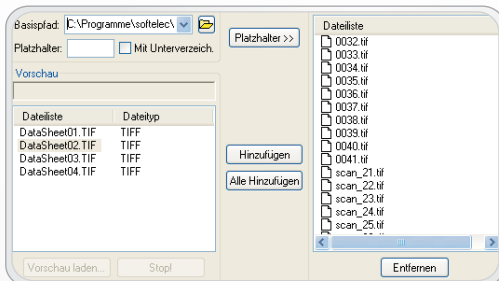 Basispfad: C:\Programme\softelec/
Platzhalter: Mit Unterverzeich.
Platzhalter >>
Vorschau
Dateiliste Dateityp
DataSheet01.TIF TIFF
DataSheet02.TIF TIFF
DataSheet03.TIF TIFF
DataSheet04.TIF TIFF
Vorschau laden... Stop!
Hinzufügen
Alle Hinzufügen
Dateiliste
0032.tif
0033.tif
0034.tif
0035.tif
0036.tif
0037.tif
0038.tif
0039.tif
0040.tif
0041.tif
scan_21.tif
scan_22.tif
scan_23.tif
scan_24.tif
scan_25.tif
Entfernen